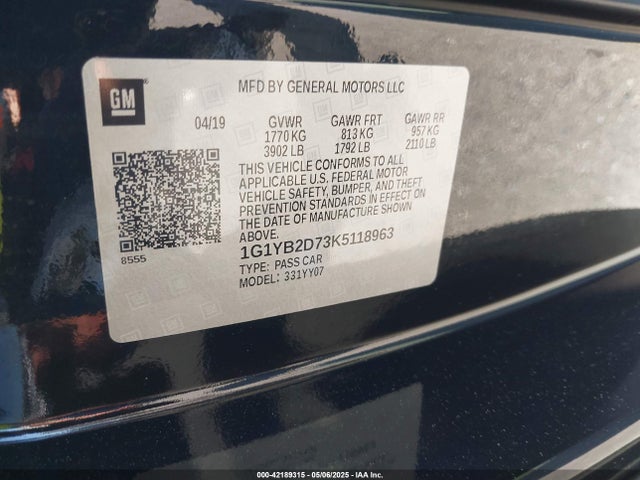 GM
MFD BY GENERAL MOTORS LLC
04/19
GVWR GAWR FRT GAWR RR
1770 KG 813 KG 957 KG
3902 LB 1792 LB 2110 LB
THIS VEHICLE CONFORMS TO ALL
APPLICABLE U.S. FEDERAL MOTOR
VEHICLE SAFETY, BUMPER, AND THEFT
PREVENTION STANDARDS IN EFFECT ON
THE DATE OF MANUFACTURE SHOWN
ABOVE.
8555
1G1YB2D73K5118963
TYPE: PASS CAR
MODEL: 331YY07
000-42189315 - 05/06/2025 - IAAI - Copart